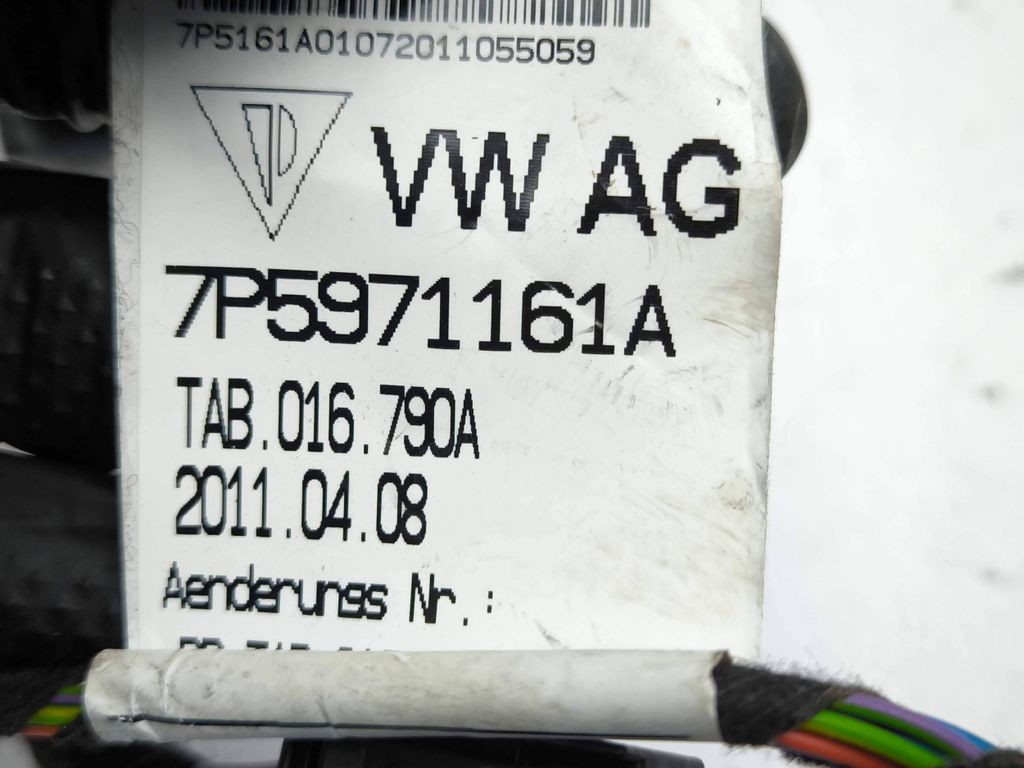 7P5161A01072011055059
VW AG
7P5971161A
TAB.016.790A
2011.04.08
Aenderungs Nr.: